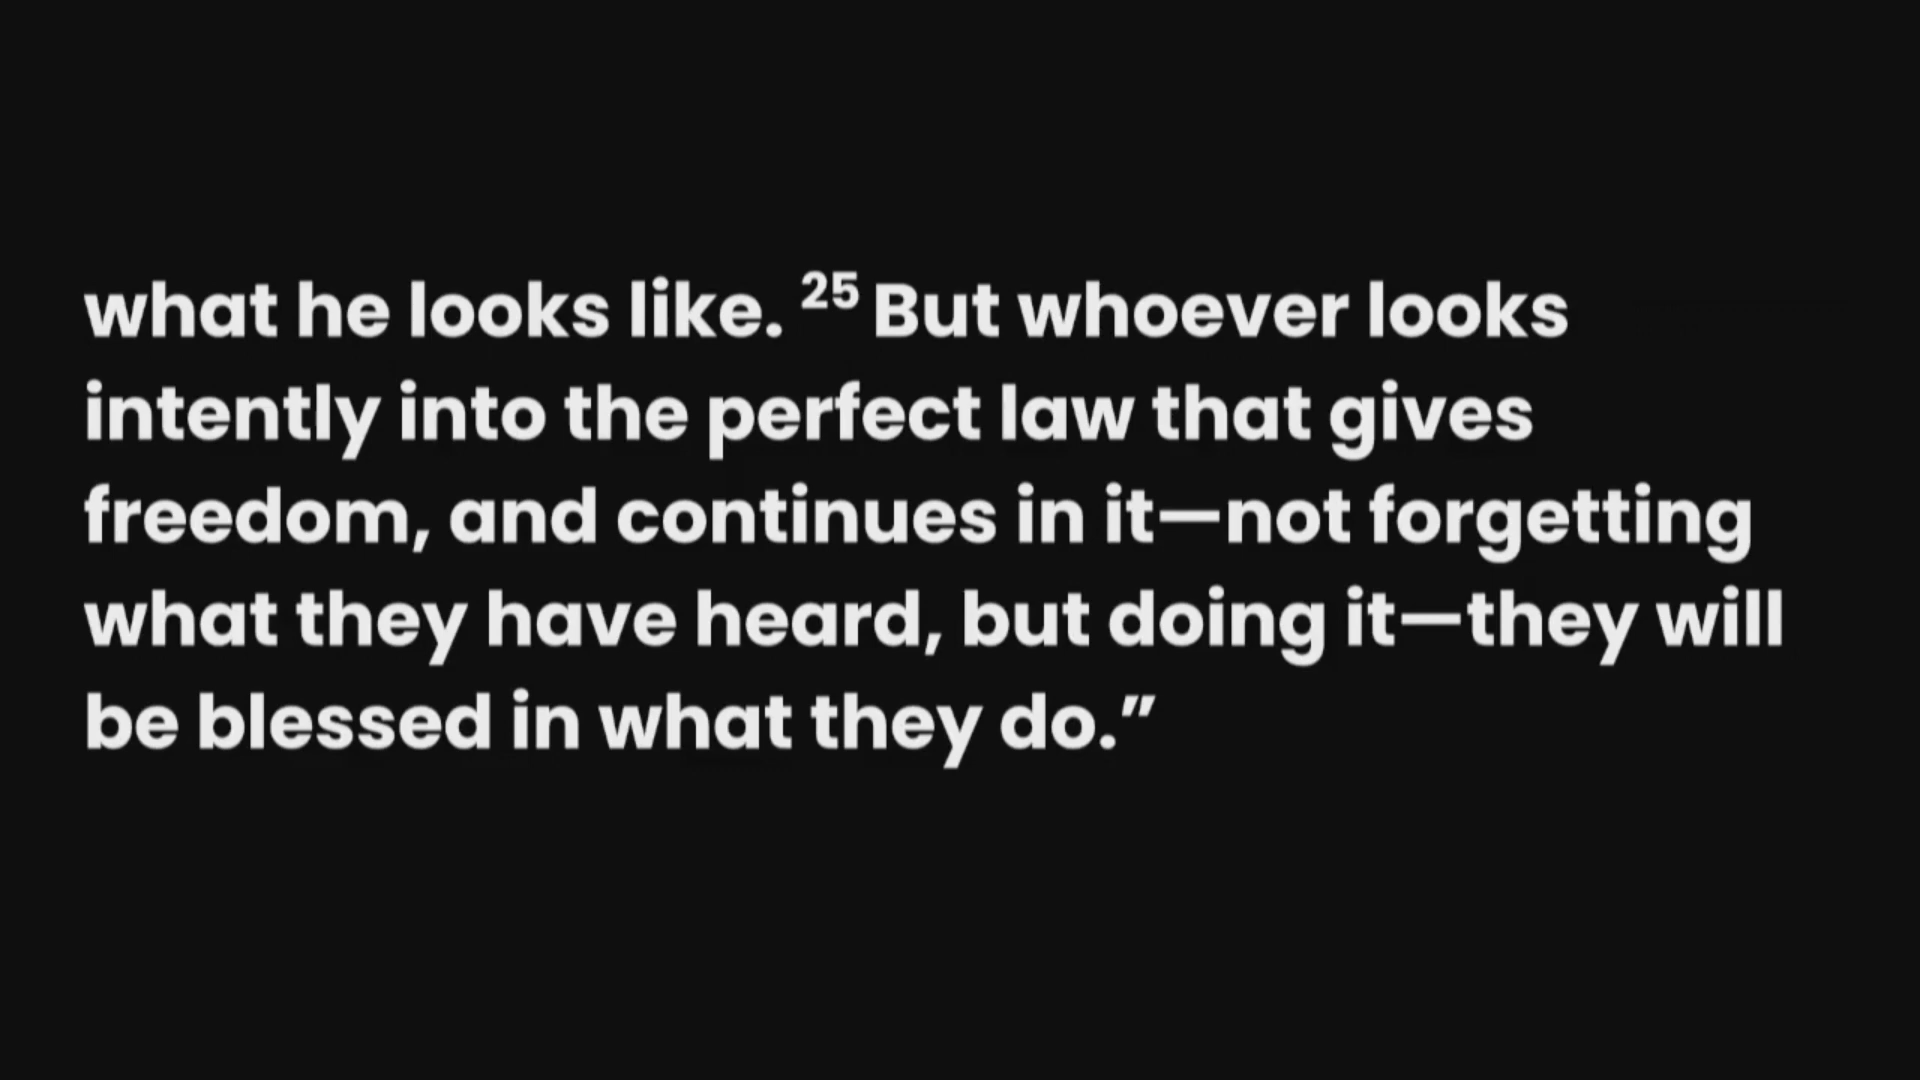 what he looks like. 25 But whoever looks
intently into the perfect law that gives
freedom, and continues in it—not forgetting
what they have heard, but doing it—they will
be blessed in what they do.”